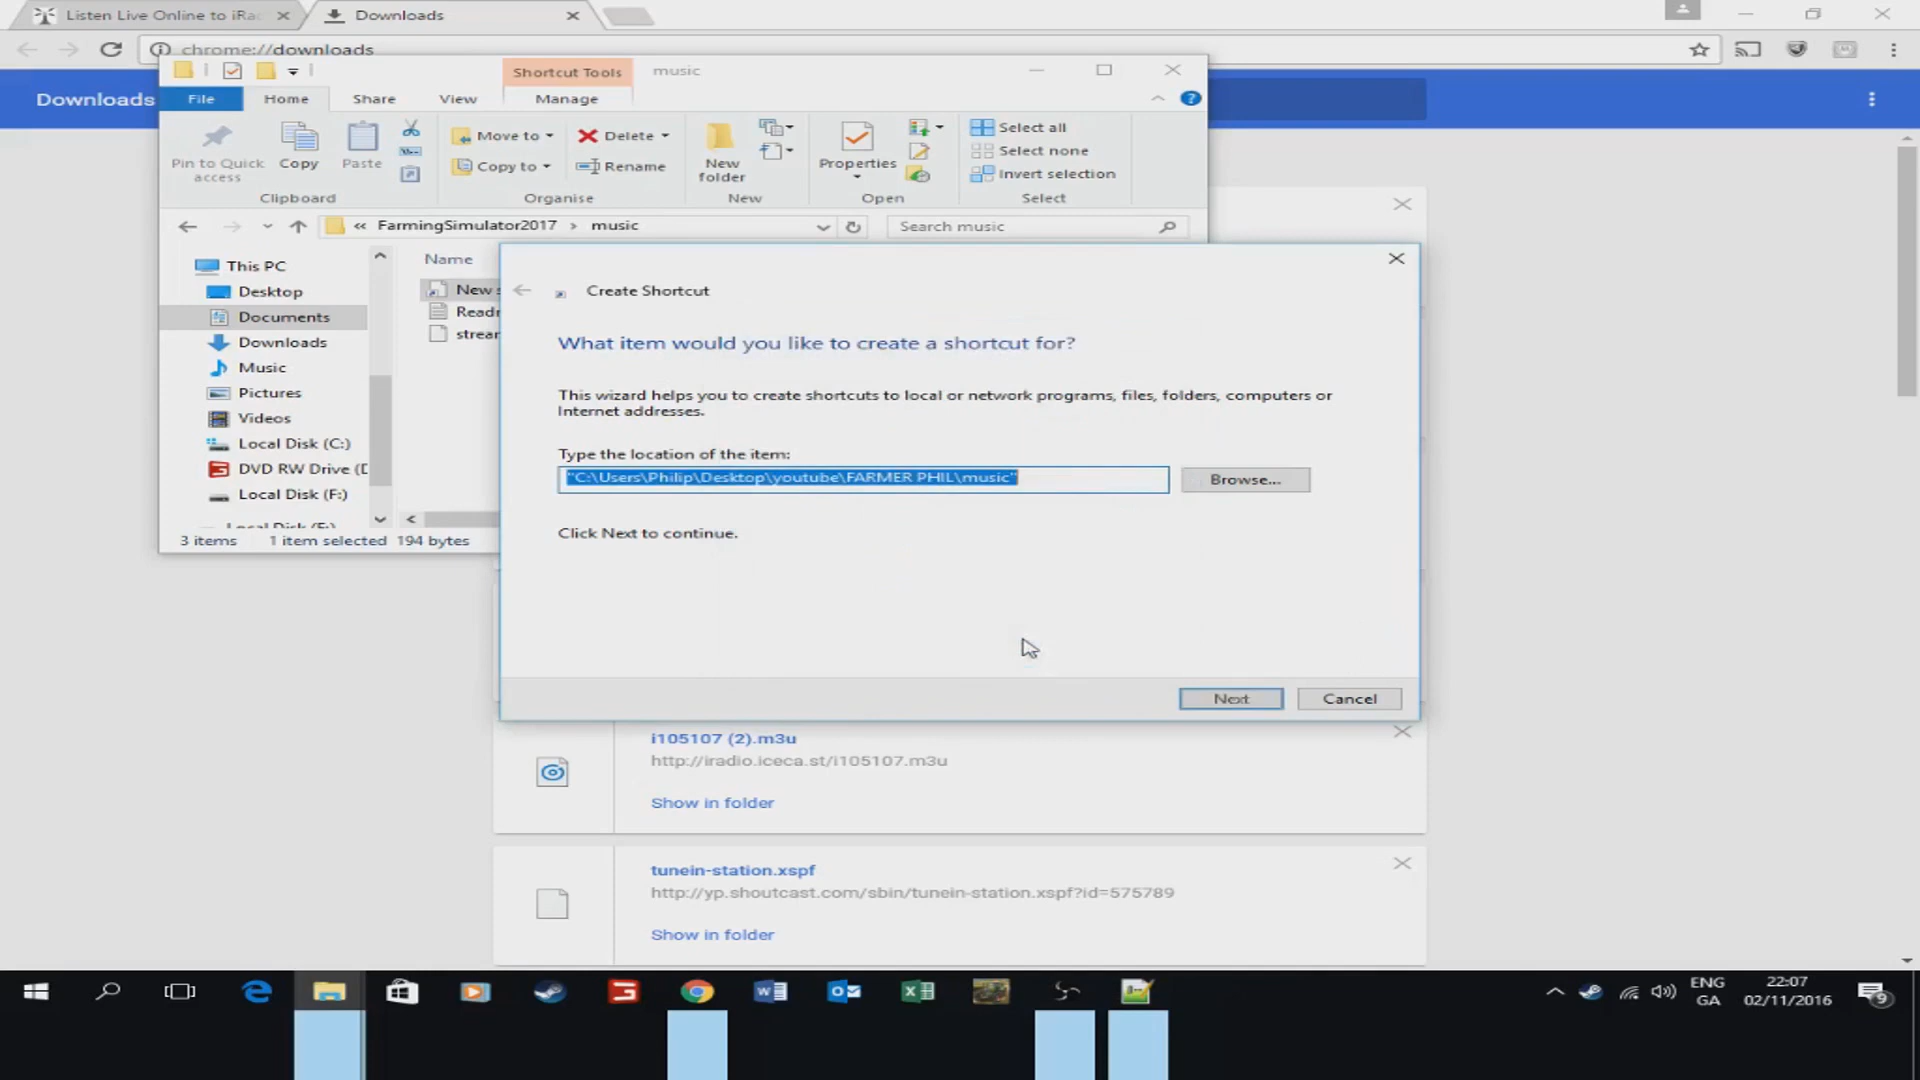 Listen Live Online to iRa
Downloads
chrome://downloads
Downloads
Shortcut Tools
music
File
Home
Share
View
Manage
Pin to Quick access
Copy
Paste
Move to
Copy to
Delete
Rename
New folder
Properties
Select all
Select none
Invert selection
Clipboard
Organise
New
Open
Select
« FarmingSimulator2017 › music
Search music
This PC
Desktop
Documents
Downloads
Music
Pictures
Videos
Local Disk (C:)
DVD RW Drive (D
Local Disk (F:)
Name
New s
Readm
strear
3 items
1 item selected
194 bytes
Create Shortcut
What item would you like to create a shortcut for?
This wizard helps you to create shortcuts to local or network programs, files, folders, computers or
Internet addresses.
Type the location of the item:
"C:\Users\Philip\Desktop\youtube\FARMER PHIL\music"
Browse...
Click Next to continue.
Next
Cancel
i105107 (2).m3u
http://iradio.iceca.st/i105107.m3u
Show in folder
tunein-station.xspf
http://yp.shoutcast.com/sbin/tunein-station.xspf?id=575789
Show in folder
ENG
GA
22:07
02/11/2016
9